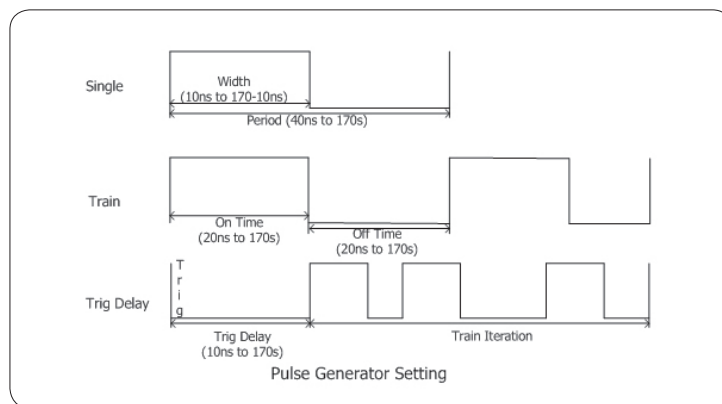 Single
Width
(10ns to 170-10ns)
Period (40ns to 170s)
Train
On Time
(20ns to 170s)
Off Time
(20ns to 170s)
Trig
Trig Delay
Trig Delay
(10ns to 170s)
Train Iteration
Pulse Generator Setting